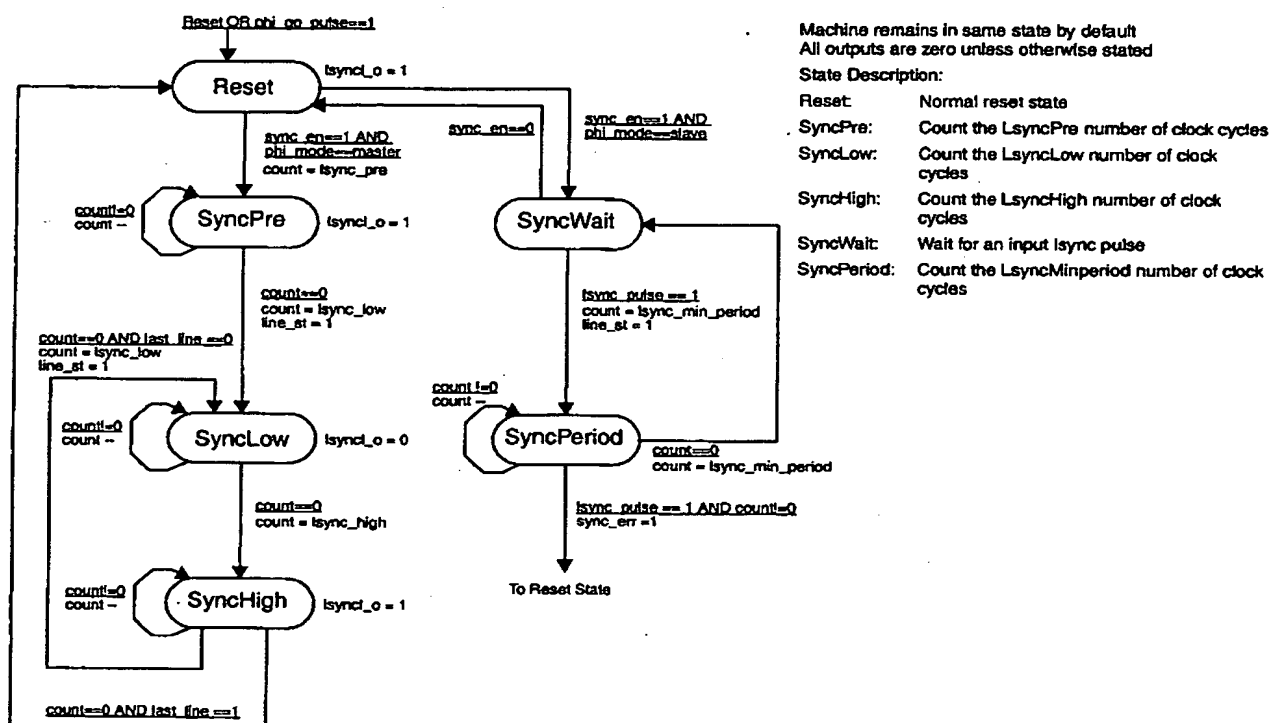 Reset OR phi_go_pulse==1
Reset
lsyncl_o = 1
sync_en==1 AND
phi_mode==master
count = lsync_pre
sync_en==0
sync_en==1 AND
phi_mode==slave
count!=0
count --
SyncPre
lsyncl_o = 1
SyncWait
count==0
count = lsync_low
line_st = 1
lsync_pulse == 1
count = lsync_min_period
line_st = 1
count==0 AND last_line ==0
count = lsync_low
line_st = 1
count!=0
count --
SyncLow
lsyncl_o = 0
count !=0
count --
SyncPeriod
count==0
count = lsync_min_period
count==0
count = lsync_high
lsync_pulse == 1 AND count!=0
sync_err =1
To Reset State
count!=0
count --
SyncHigh
lsyncl_o = 1
count==0 AND last_line ==1
Machine remains in same state by default
All outputs are zero unless otherwise stated
State Description:
Reset: Normal reset state
SyncPre: Count the LsyncPre number of clock cycles
SyncLow: Count the LsyncLow number of clock
cycles
SyncHigh: Count the LsyncHigh number of clock
cycles
SyncWait: Wait for an input lsync pulse
SyncPeriod: Count the LsyncMinperiod number of clock
cycles